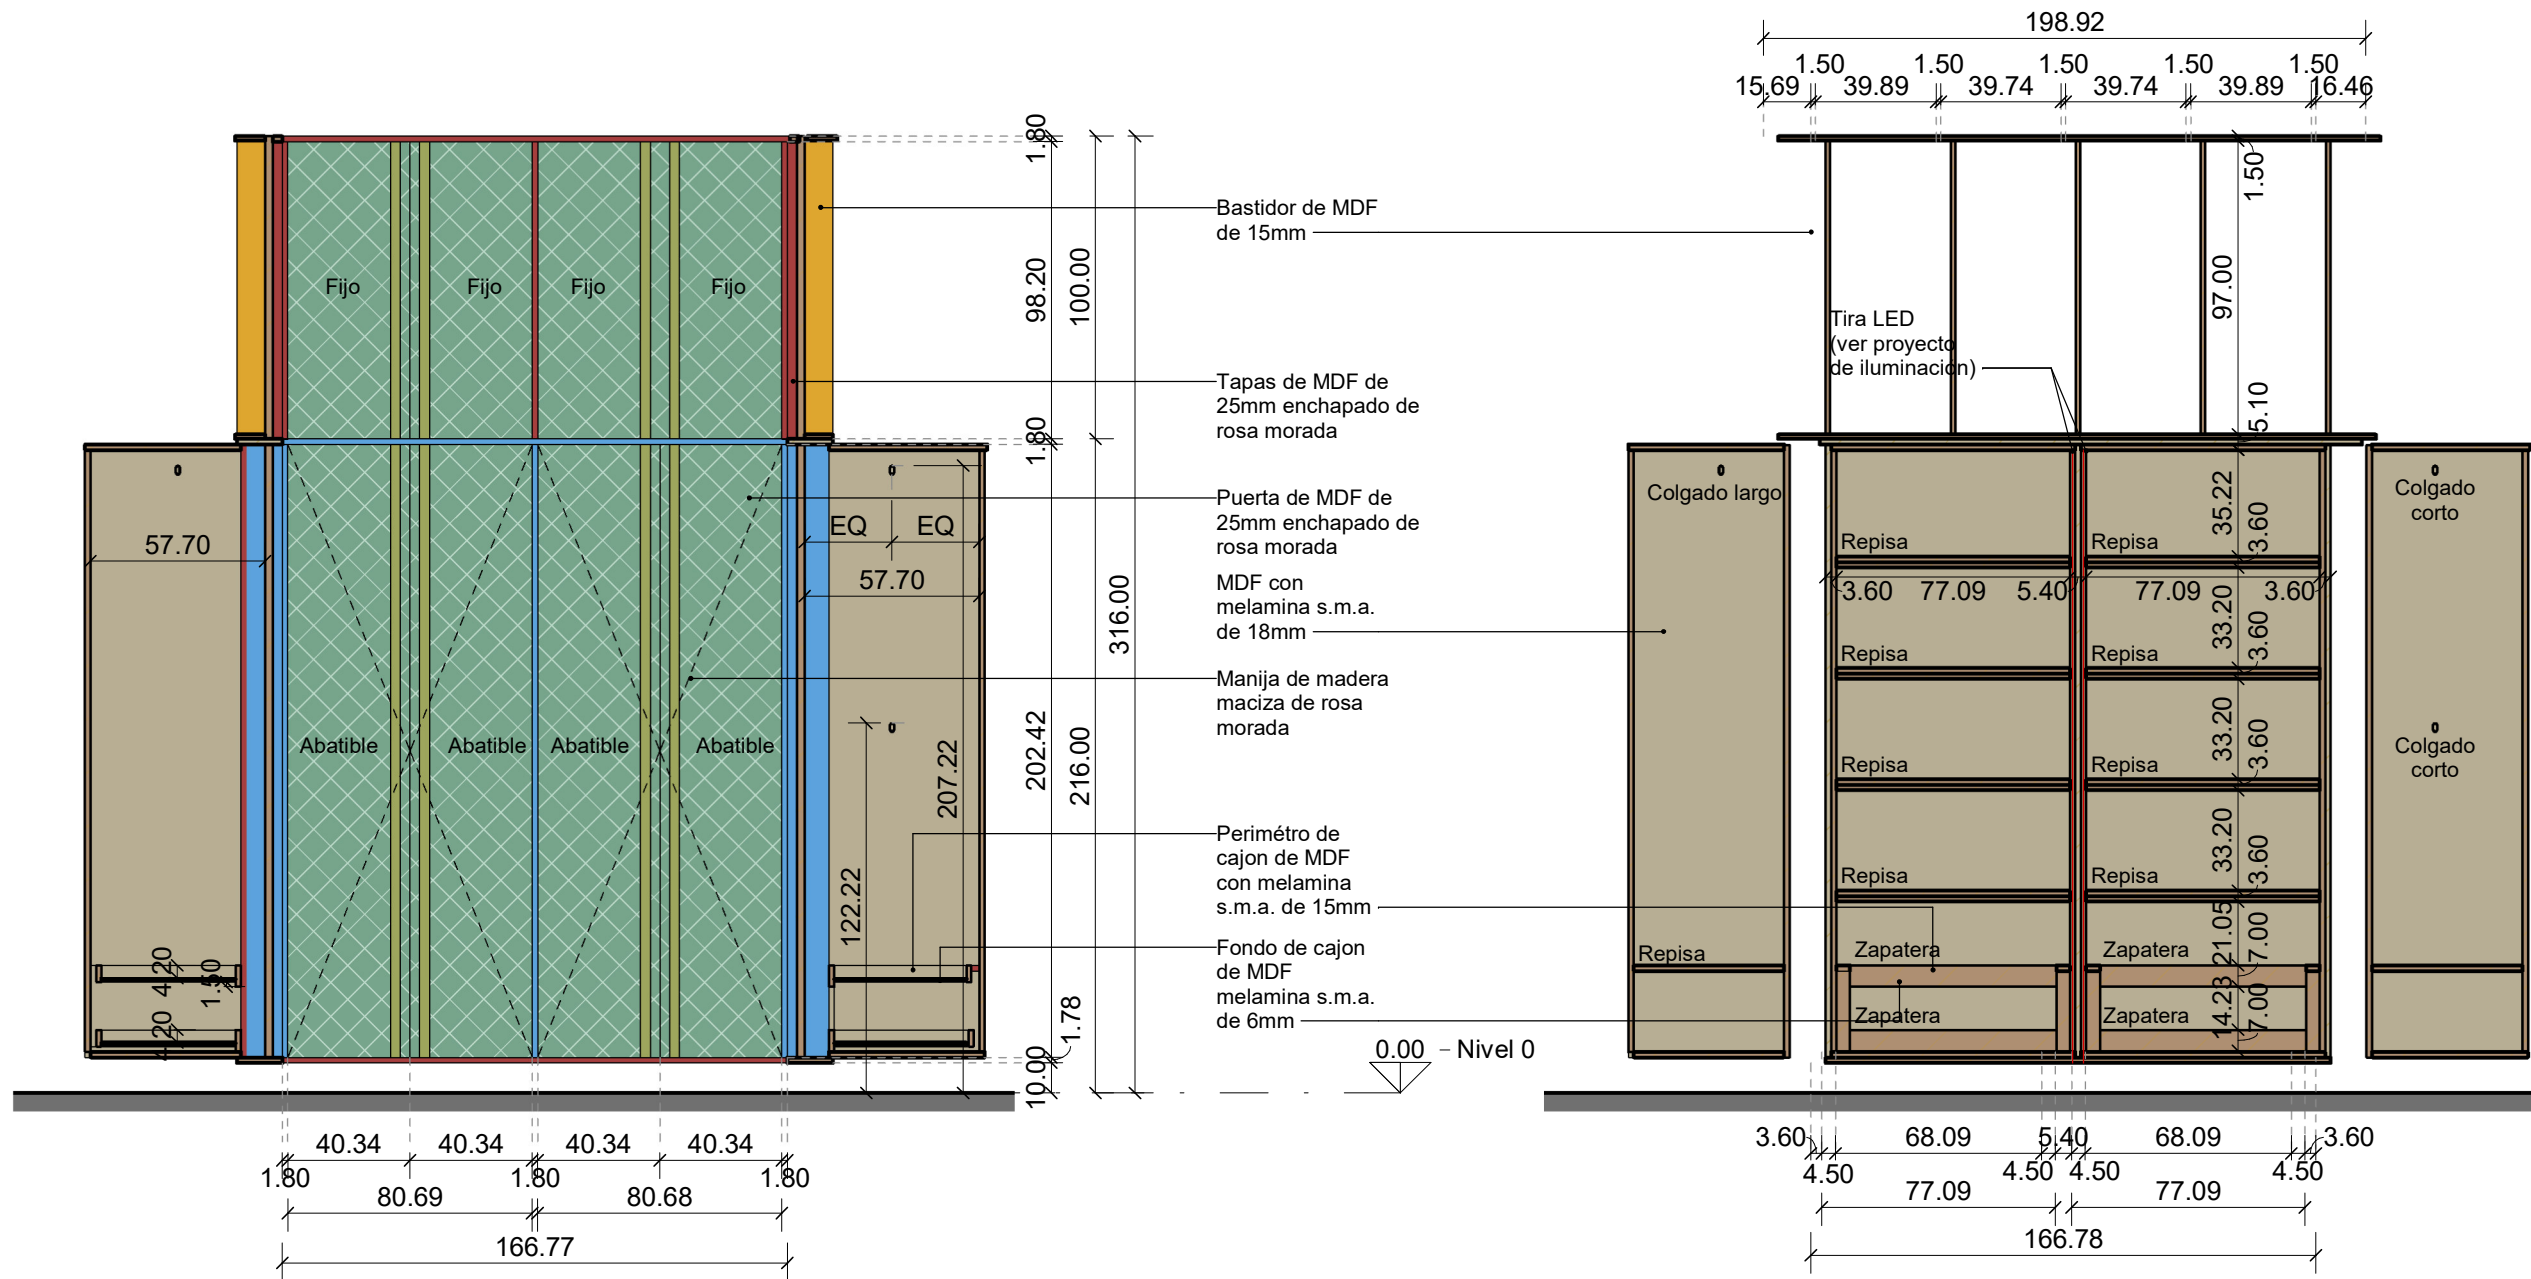 198.92
1.50 1.50 1.50 1.50 1.50
15.69 39.89 39.74 39.74 39.89 16.46
1.80
98.20
100.00
1.80
316.00
202.42
216.00
1.78
10.00
Fijo Fijo Fijo Fijo
Abatible Abatible Abatible Abatible
57.70
EQ EQ
57.70
207.22
122.22
4.20
1.50
4.20
Bastidor de MDF
de 15mm
Tapas de MDF de
25mm enchapado de
rosa morada
Puerta de MDF de
25mm enchapado de
rosa morada
MDF con
melamina s.m.a.
de 18mm
Manija de madera
maciza de rosa
morada
Perimétro de
cajon de MDF
con melamina
s.m.a. de 15mm
Fondo de cajon
de MDF
melamina s.m.a.
de 6mm
0.00 – Nivel 0
40.34 40.34 40.34 40.34
1.80 1.80 1.80
80.69 80.68
166.77
Tira LED
(ver proyecto
de iluminación)
1.50
97.00
5.10
Colgado largo
Repisa
Repisa Repisa
3.60 77.09 5.40 77.09 3.60
Repisa Repisa
Repisa Repisa
Repisa Repisa
Zapatera Zapatera
Zapatera Zapatera
35.22
3.60
33.20
3.60
33.20
3.60
33.20
3.60
21.05
7.00
14.23
7.00
Colgado
corto
Colgado
corto
3.60 68.09 5.40 68.09 3.60
4.50 4.50 4.50 4.50
77.09 77.09
166.78